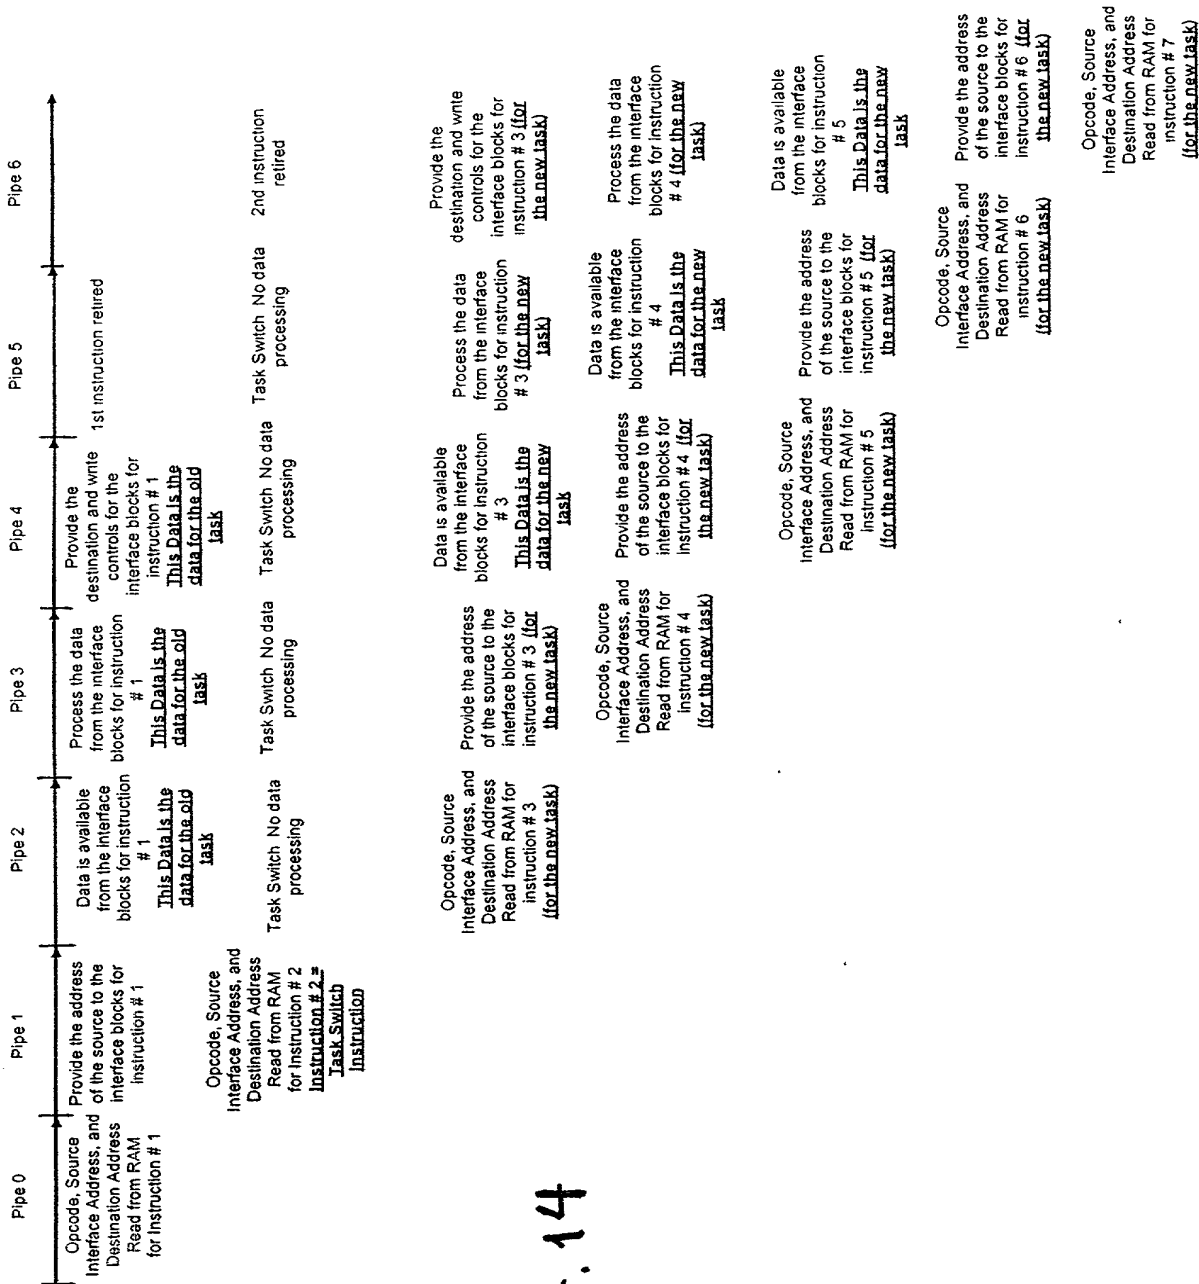 Pipe 0
Pipe 1
Pipe 2
Pipe 3
Pipe 4
Pipe 5
Pipe 6
Opcode, Source
Interface Address, and
Destination Address
Read from RAM
for Instruction # 1
Provide the address
of the source to the
interface blocks for
instruction # 1
Data is available
from the interface
blocks for instruction
# 1
This Data is the
data for the old
task
Process the data
from the interface
blocks for instruction
# 1
This Data is the
data for the old
task
Provide the
destination and write
controls for the
interface blocks for
instruction # 1
This Data is the
data for the old
task
1st instruction retired
Opcode, Source
Interface Address, and
Destination Address
Read from RAM
for Instruction # 2
Instruction # 2 =
Task Switch
Instruction
Task Switch No data
processing
Task Switch No data
processing
Task Switch No data
processing
Task Switch No data
processing
2nd instruction
retired
Opcode, Source
Interface Address, and
Destination Address
Read from RAM for
instruction # 3
(for the new task)
Provide the address
of the source to the
interface blocks for
instruction # 3 (for
the new task)
Data is available
from the interface
blocks for instruction
# 3
This Data is the
data for the new
task
Process the data
from the interface
blocks for instruction
# 3 (for the new
task)
Provide the
destination and write
controls for the
interface blocks for
instruction # 3 (for
the new task)
Opcode, Source
Interface Address, and
Destination Address
Read from RAM for
instruction # 4
(for the new task)
Provide the address
of the source to the
interface blocks for
instruction # 4 (for
the new task)
Data is available
from the interface
blocks for instruction
# 4
This Data is the
data for the new
task
Process the data
from the interface
blocks for instruction
# 4 (for the new
task)
Opcode, Source
Interface Address, and
Destination Address
Read from RAM for
instruction # 5
(for the new task)
Provide the address
of the source to the
interface blocks for
instruction # 5 (for
the new task)
Data is available
from the interface
blocks for instruction
# 5
This Data is the
data for the new
task
Opcode, Source
Interface Address, and
Destination Address
Read from RAM for
instruction # 6
(for the new task)
Provide the address
of the source to the
interface blocks for
instruction # 6 (for
the new task)
Opcode, Source
Interface Address, and
Destination Address
Read from RAM for
instruction # 7
(for the new task)
. 14